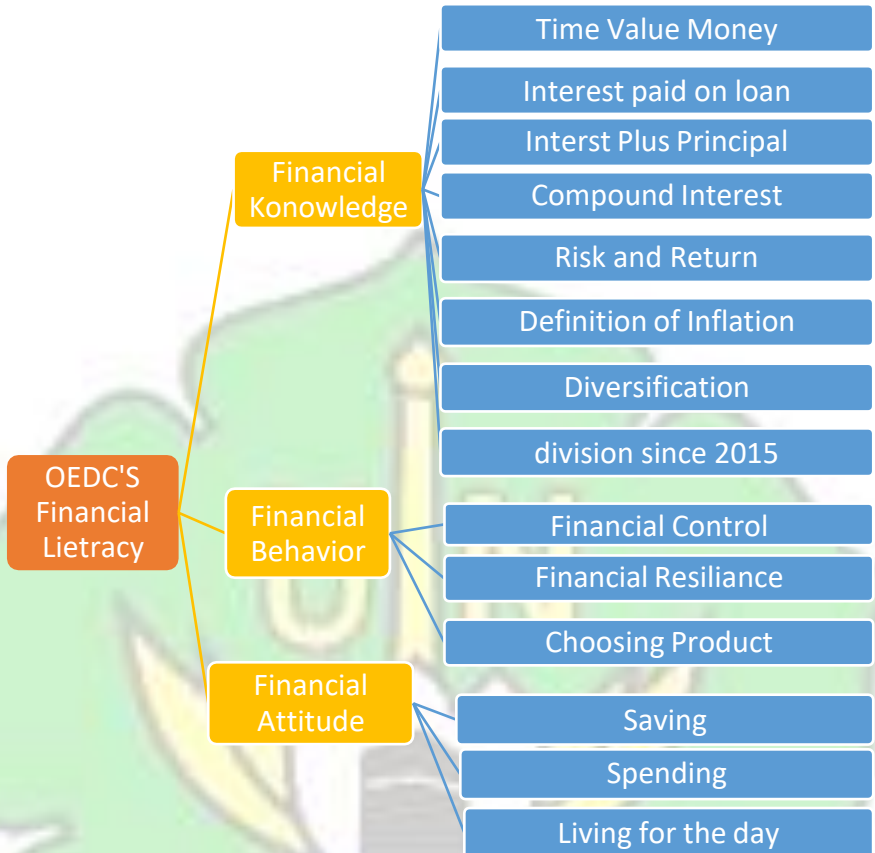 Time Value Money
Interest paid on loan
Interst Plus Principal
Financial
Konowledge
Compound Interest
Risk and Return
Definition of Inflation
Diversification
division since 2015
OEDC'S
Financial
Lietracy
Financial
Behavior
Financial Control
Financial Resiliance
Choosing Product
Financial
Attitude
Saving
Spending
Living for the day